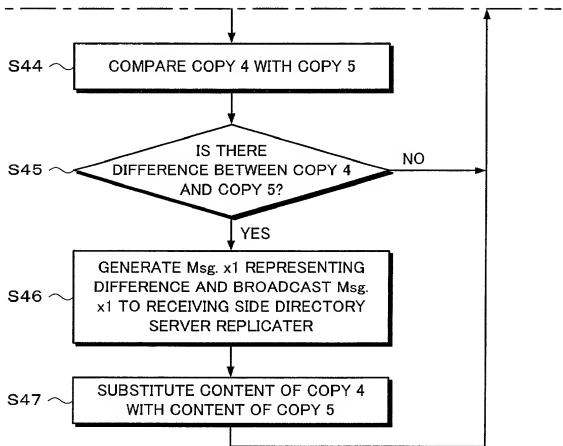 S44
COMPARE COPY 4 WITH COPY 5
S45
IS THERE
DIFFERENCE BETWEEN COPY 4
AND COPY 5?
NO
YES
S46
GENERATE Msg. x1 REPRESENTING
DIFFERENCE AND BROADCAST Msg.
x1 TO RECEIVING SIDE DIRECTORY
SERVER REPLICATER
S47
SUBSTITUTE CONTENT OF COPY 4
WITH CONTENT OF COPY 5